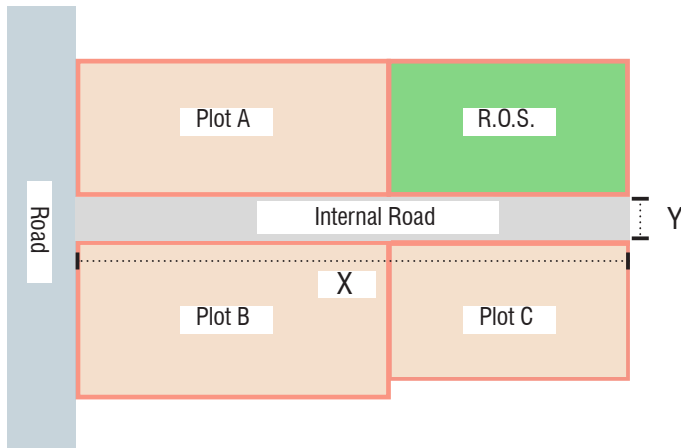 Plot A
R.O.S.
Road
Internal Road
Y
X
Plot B
Plot C